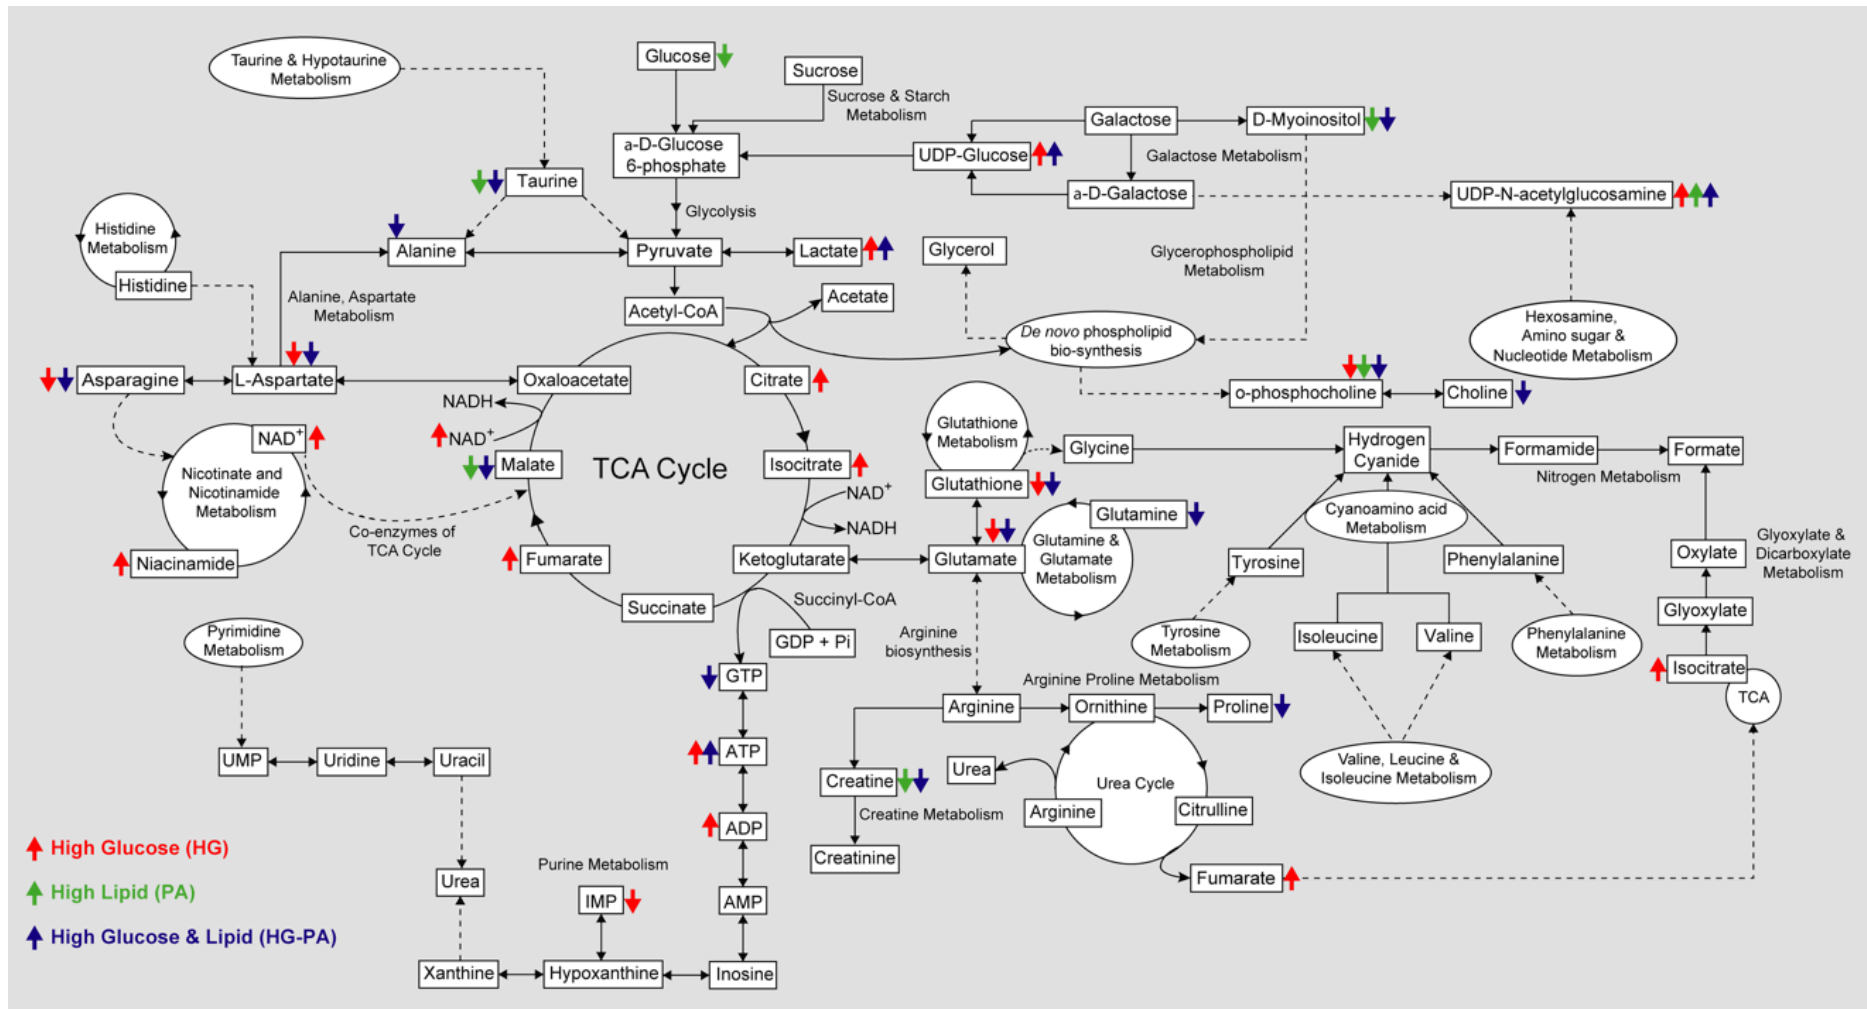 Taurine & Hypotaurine
Metabolism
Glucose
Sucrose
Sucrose & Starch
Metabolism
a-D-Glucose
6-phosphate
UDP-Glucose
Galactose
D-Myoinositol
Galactose Metabolism
a-D-Galactose
UDP-N-acetylglucosamine
Taurine
Glycolysis
Histidine
Metabolism
Histidine
Alanine
Pyruvate
Lactate
Glycerol
Glycerophospholipid
Metabolism
Alanine, Aspartate
Metabolism
Acetyl-CoA
Acetate
De novo phospholipid
bio-synthesis
Hexosamine,
Amino sugar &
Nucleotide Metabolism
Asparagine
L-Aspartate
Oxaloacetate
Citrate
o-phosphocholine
Choline
NADH
NAD+
Malate
TCA Cycle
Isocitrate
NAD+
NADH
NAD+
Nicotinate and
Nicotinamide
Metabolism
Niacinamide
Co-enzymes of
TCA Cycle
Fumarate
Succinate
Ketoglutarate
Succinyl-CoA
GDP + Pi
Glutathione
Metabolism
Glutathione
Glycine
Hydrogen
Cyanide
Formamide
Formate
Nitrogen Metabolism
Glutamine
Glutamate
Glutamine &
Glutamate
Metabolism
Cyanoamino acid
Metabolism
Tyrosine
Phenylalanine
Oxylate
Glyoxylate &
Dicarboxylate
Metabolism
Glyoxylate
Isocitrate
TCA
Tyrosine
Metabolism
Isoleucine
Valine
Phenylalanine
Metabolism
Valine, Leucine &
Isoleucine Metabolism
Arginine
biosynthesis
Arginine Proline Metabolism
Arginine
Ornithine
Proline
Urea
Urea Cycle
Arginine
Citrulline
Fumarate
Creatine
Creatine Metabolism
Creatinine
Pyrimidine
Metabolism
UMP
Uridine
Uracil
Urea
GTP
ATP
ADP
AMP
Purine Metabolism
IMP
Xanthine
Hypoxanthine
Inosine
High Glucose (HG)
High Lipid (PA)
High Glucose & Lipid (HG-PA)